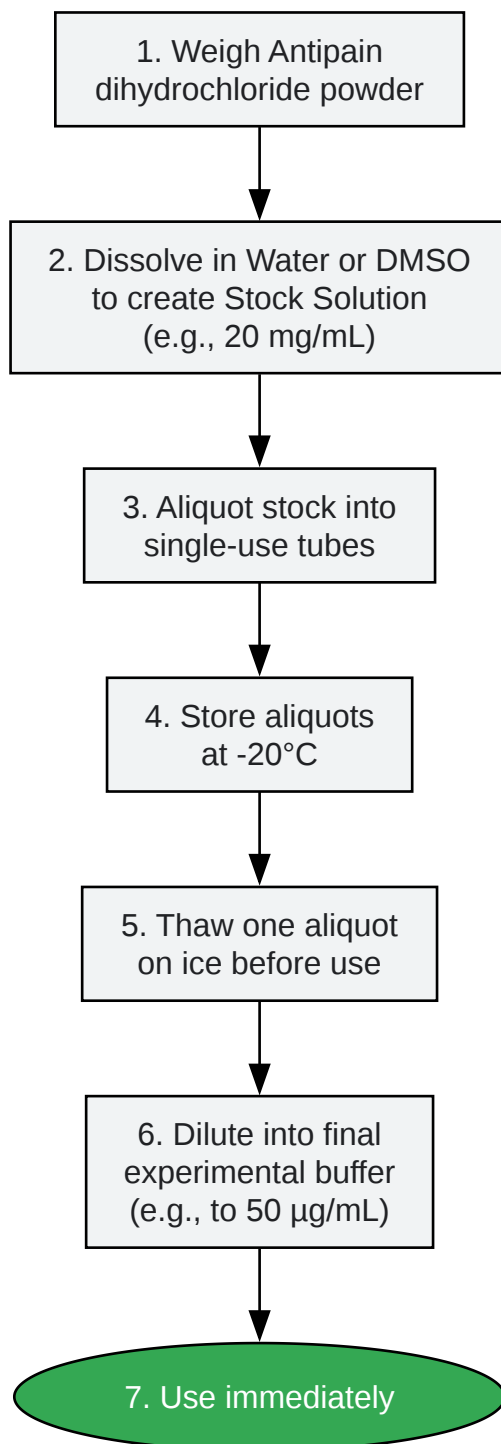 1. Weigh Antipain
dihydrochloride powder
2. Dissolve in Water or DMSO
to create Stock Solution
(e.g., 20 mg/mL)
3. Aliquot stock into
single-use tubes
4. Store aliquots
at -20°C
5. Thaw one aliquot
on ice before use
6. Dilute into final
experimental buffer
(e.g., to 50 µg/mL)
7. Use immediately